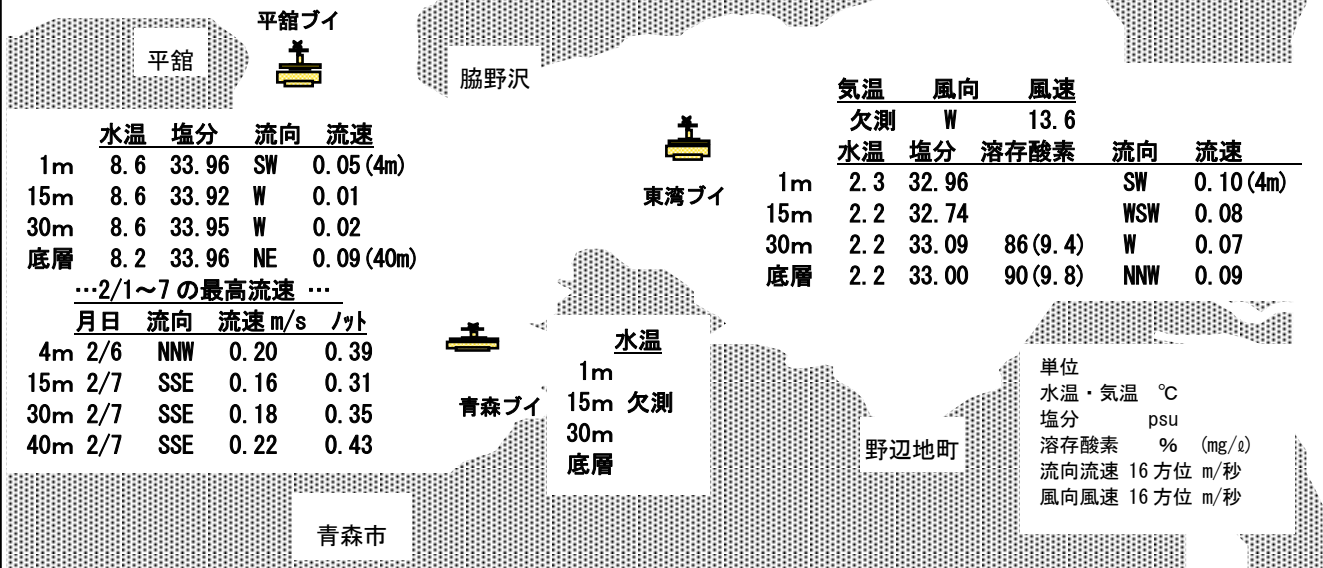 平舘ブイ
平舘
脇野沢
水温 塩分 流向 流速
1m 8.6 33.96 SW 0.05(4m)
15m 8.6 33.92 W 0.01
30m 8.6 33.95 W 0.02
底層 8.2 33.96 NE 0.09(40m)
…2/1～7の最高流速 …
月日 流向 流速m/s ノット
4m 2/6 NNW 0.20 0.39
15m 2/7 SSE 0.16 0.31
30m 2/7 SSE 0.18 0.35
40m 2/7 SSE 0.22 0.43
東湾ブイ
気温 風向 風速
欠測 W 13.6
水温 塩分 溶存酸素 流向 流速
1m 2.3 32.96 SW 0.10(4m)
15m 2.2 32.74 WSW 0.08
30m 2.2 33.09 86(9.4) W 0.07
底層 2.2 33.00 90(9.8) NNW 0.09
青森ブイ
水温
1m
15m 欠測
30m
底層
野辺地町
単位
水温・気温 ℃
塩分 psu
溶存酸素 % (mg/ℓ)
流向流速 16方位 m/秒
風向風速 16方位 m/秒
青森市